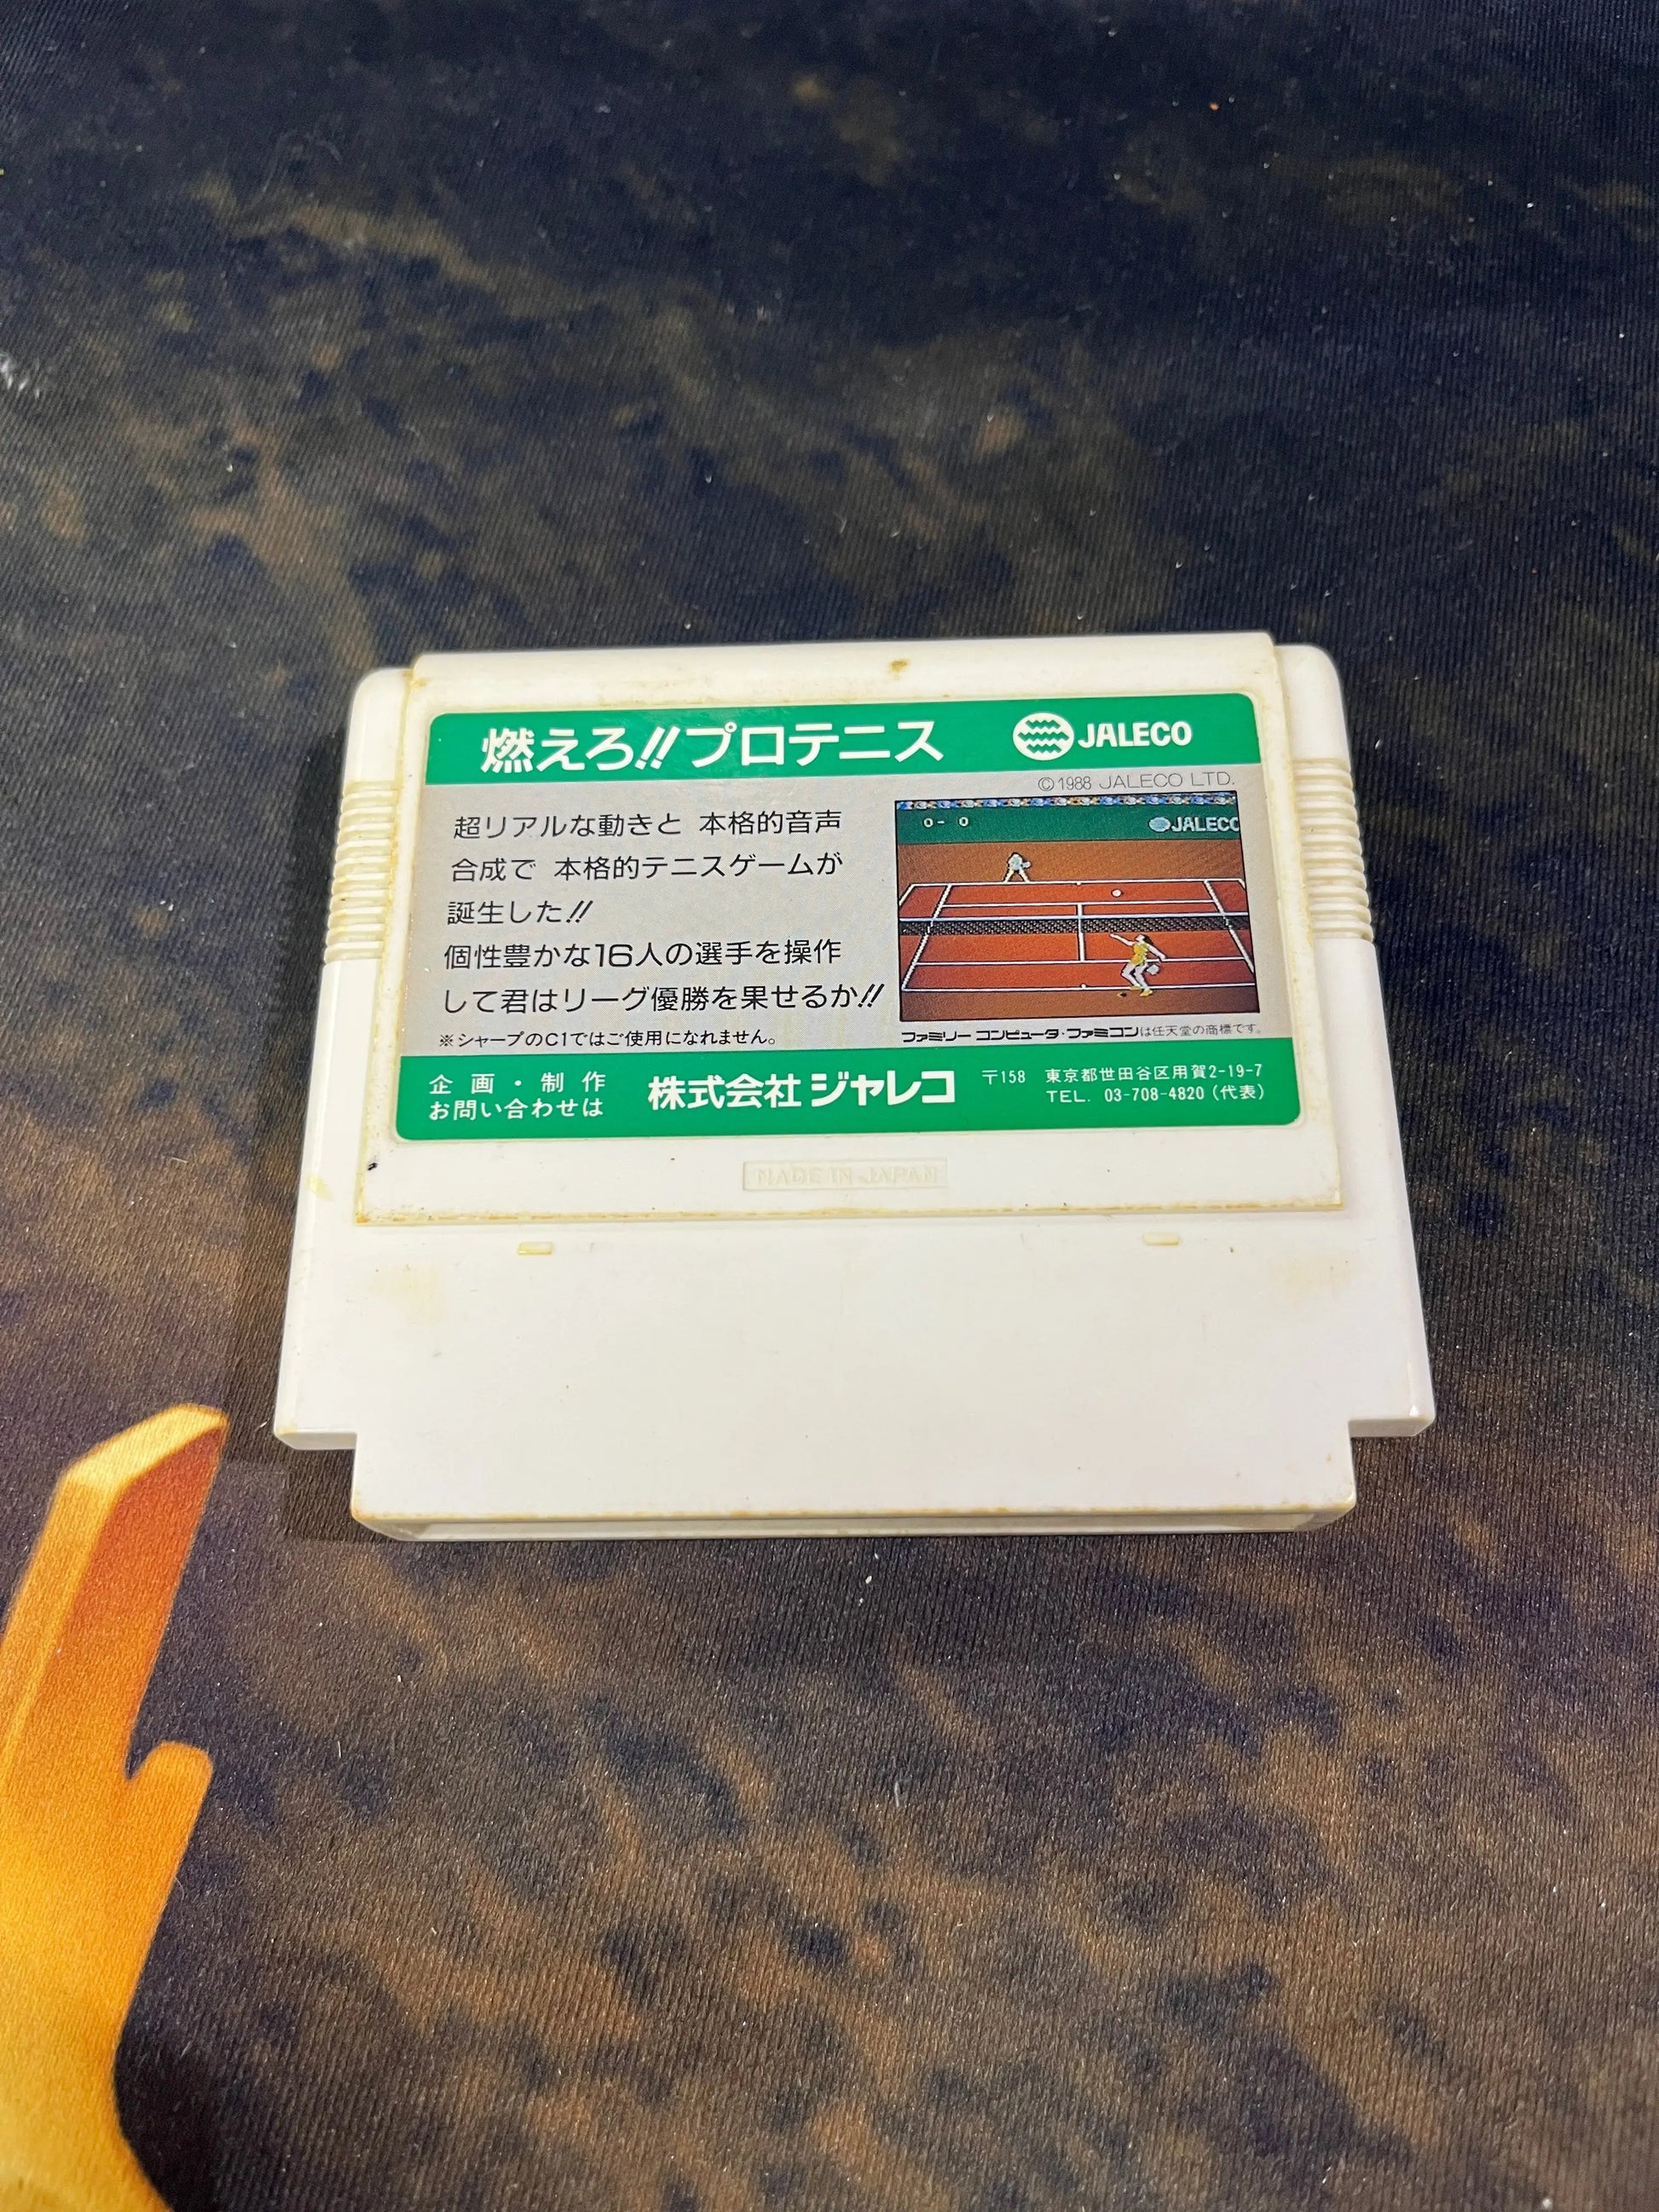 燃えろ!!プロテニス JALECO
©1988 JALECO LTD.
超リアルな動きと 本格的音声
合成で 本格的テニスゲームが
誕生した!!
個性豊かな16人の選手を操作
して君はリーグ優勝を果せるか!!
※シャープのC1ではご使用になれません。
0- 0 JALECO
ファミリー コンピュータ・ファミコンは任天堂の商標です。
企画・制作
お問い合わせは
株式会社 ジャレコ
〒158 東京都世田谷区用賀2-19-7
TEL. 03-708-4820(代表)
MADE IN JAPAN